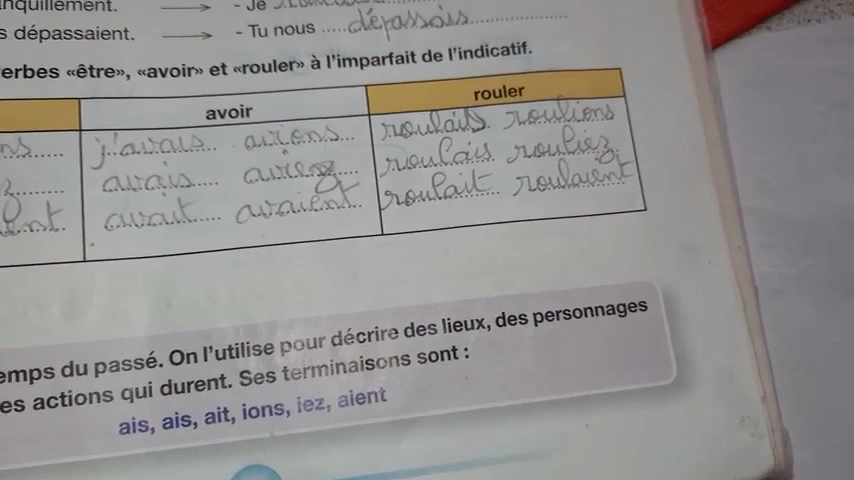 nquillement. → - Je
s dépassaient. → - Tu nous ..... dépassais
erbes «être», «avoir» et «rouler» à l'imparfait de l'indicatif.
avoir rouler
ns...... j'avais... avions... roulais. roulions
z......... avais..... aviez..... roulais rouliez
ent. avait..... avaient. roulait roulaient
emps du passé. On l'utilise pour décrire des lieux, des personnages
es actions qui durent. Ses terminaisons sont :
ais, ais, ait, ions, iez, aient